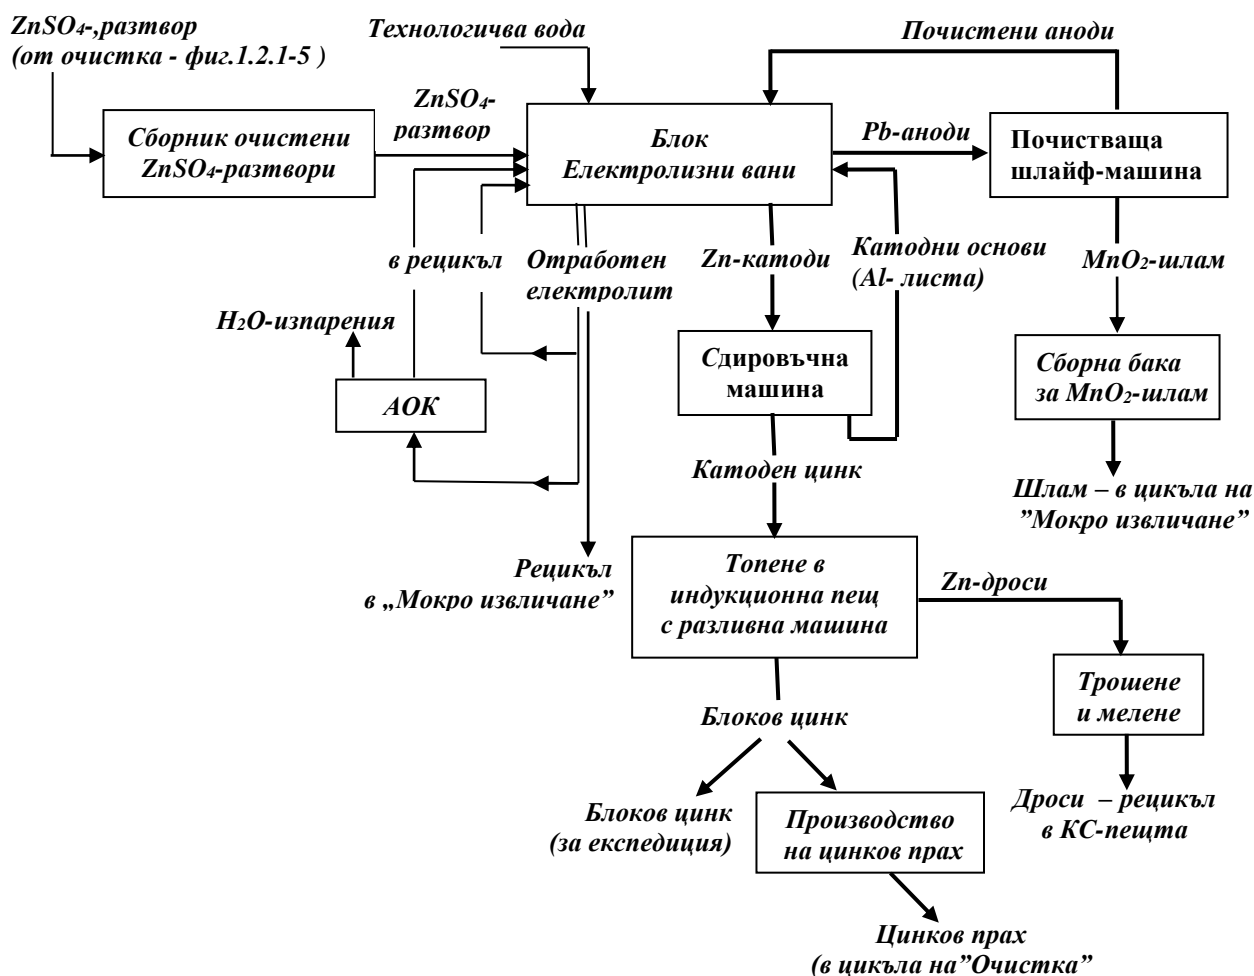 ZnSO₄-,разтвор
(от очистка - фиг.1.2.1-5 )
Технологичва вода
Почистени аноди
ZnSO₄-
разтвор
Сборник очистени
ZnSO₄-разтвори
Блок
Електролизни вани
Pb-аноди
Почистваща
шлайф-машина
в рецикъл
Отработен
електролит
Zn-катоди
Катодни основи
(Al- листа)
MnO₂-шлам
H₂O-изпарения
АОК
Сдировъчна
машина
Сборна бака
за MnO₂-шлам
Катоден цинк
Шлам – в цикъла на
”Мокро извличане”
Рецикъл
в „Мокро извличане”
Топене в
индукционна пещ
с разливна машина
Zn-дроси
Трошене
и мелене
Блоков цинк
Блоков цинк
(за експедиция)
Производство
на цинков прах
Дроси – рецикъл
в КС-пещта
Цинков прах
(в цикъла на”Очистка”